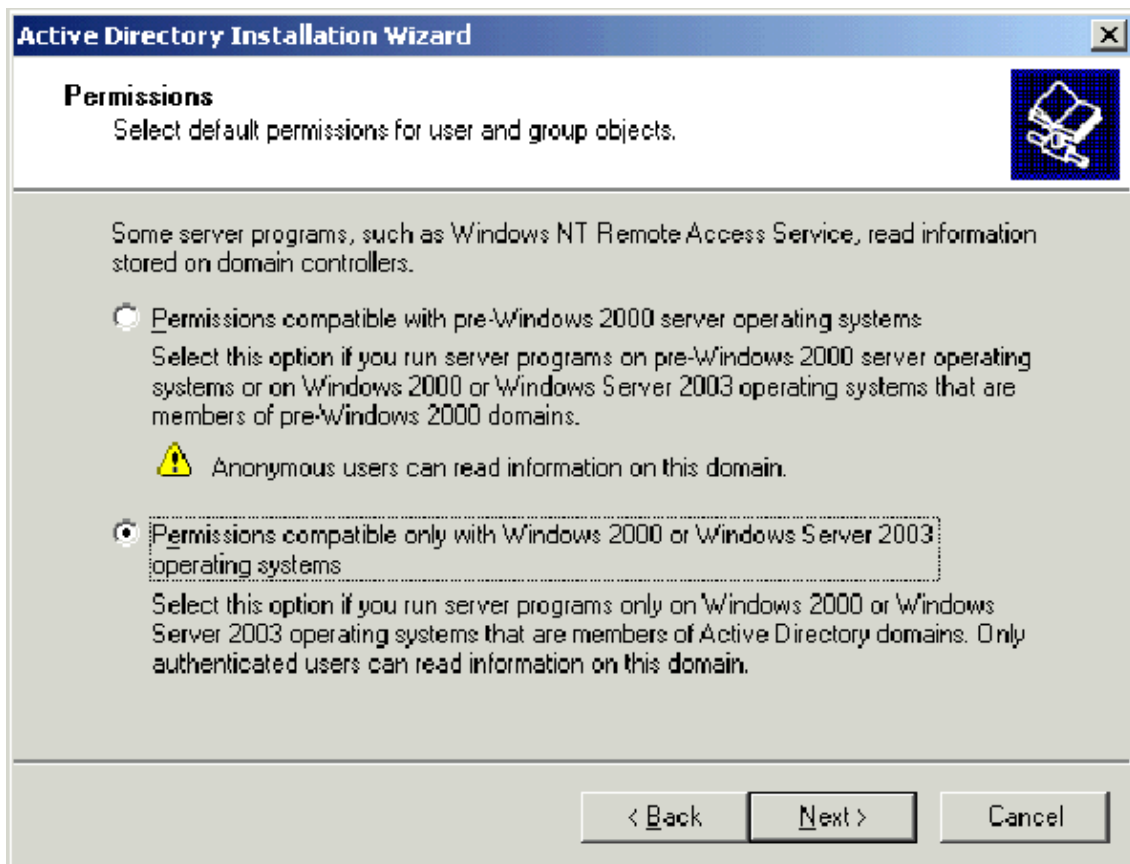 Active Directory Installation Wizard
Permissions
Select default permissions for user and group objects.
Some server programs, such as Windows NT Remote Access Service, read information
stored on domain controllers.
Permissions compatible with pre-Windows 2000 server operating systems
Select this option if you run server programs on pre-Windows 2000 server operating
systems or on Windows 2000 or Windows Server 2003 operating systems that are
members of pre-Windows 2000 domains.
Anonymous users can read information on this domain.
Permissions compatible only with Windows 2000 or Windows Server 2003
operating systems
Select this option if you run server programs only on Windows 2000 or Windows
Server 2003 operating systems that are members of Active Directory domains. Only
authenticated users can read information on this domain.
< Back Next > Cancel